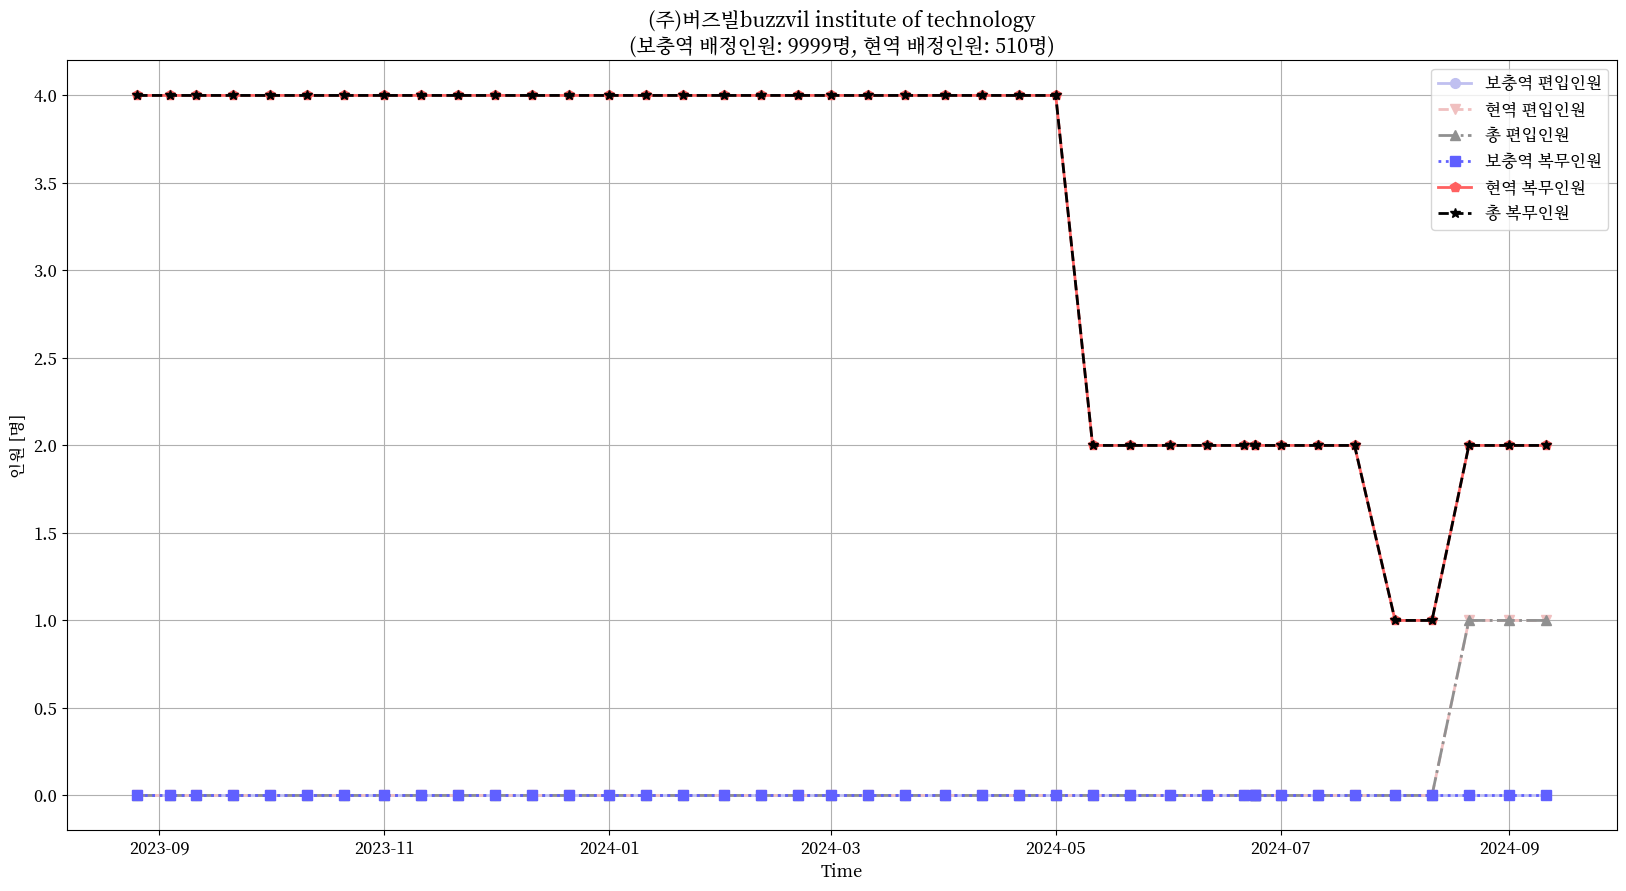 (주)버즈빌buzzvil institute of technology
(보충역 배정인원: 9999명, 현역 배정인원: 510명)
보충역 편입인원
현역 편입인원
총 편입인원
보충역 복무인원
현역 복무인원
총 복무인원
인원 [명]
4.0
3.5
3.0
2.5
2.0
1.5
1.0
0.5
0.0
2023-09 2023-11 2024-01 2024-03 2024-05 2024-07 2024-09
Time